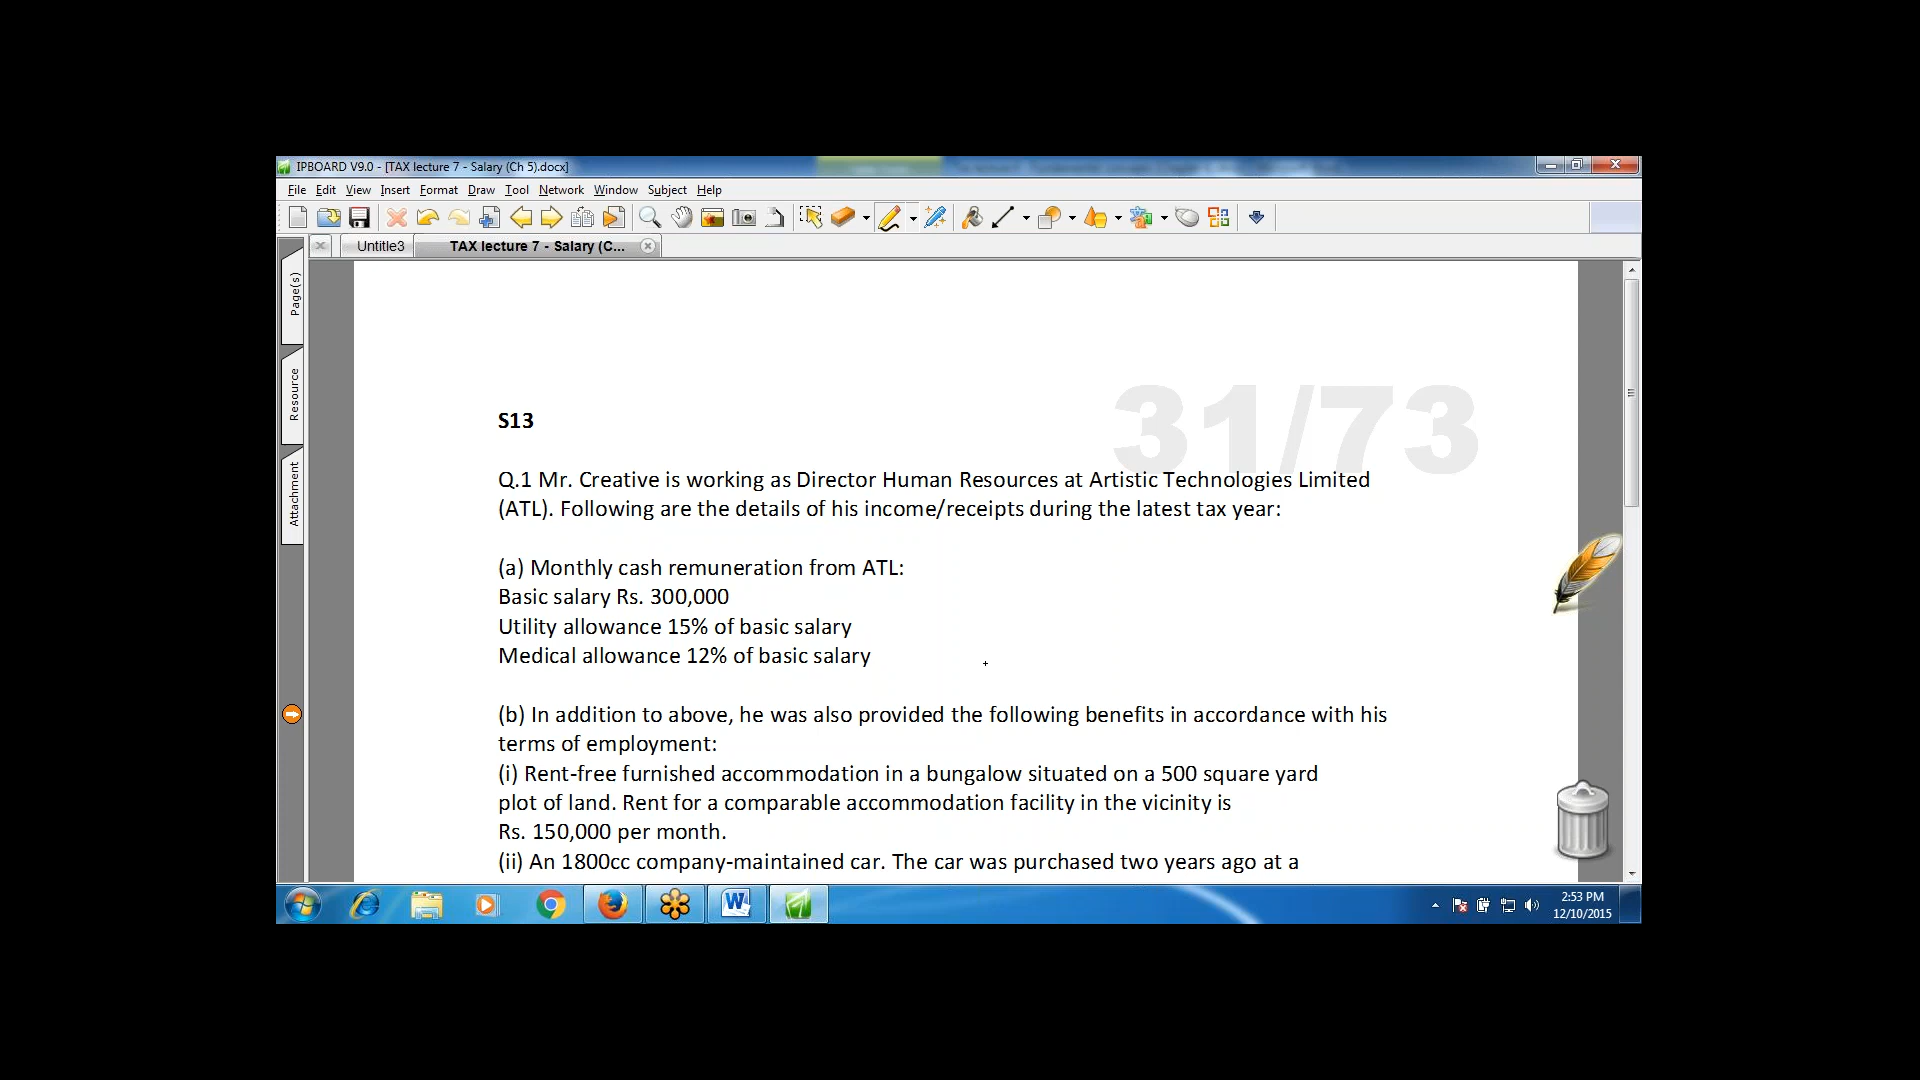 IPBOARD V9.0 - [TAX lecture 7 - Salary (Ch 5).docx]
File Edit View Insert Format Draw Tool Network Window Subject Help
Untitle3 TAX lecture 7 - Salary (C...
Page(s)
Resource
Attachment
31/73
S13
Q.1 Mr. Creative is working as Director Human Resources at Artistic Technologies Limited
(ATL). Following are the details of his income/receipts during the latest tax year:
(a) Monthly cash remuneration from ATL:
Basic salary Rs. 300,000
Utility allowance 15% of basic salary
Medical allowance 12% of basic salary
(b) In addition to above, he was also provided the following benefits in accordance with his
terms of employment:
(i) Rent-free furnished accommodation in a bungalow situated on a 500 square yard
plot of land. Rent for a comparable accommodation facility in the vicinity is
Rs. 150,000 per month.
(ii) An 1800cc company-maintained car. The car was purchased two years ago at a
2:53 PM
12/10/2015